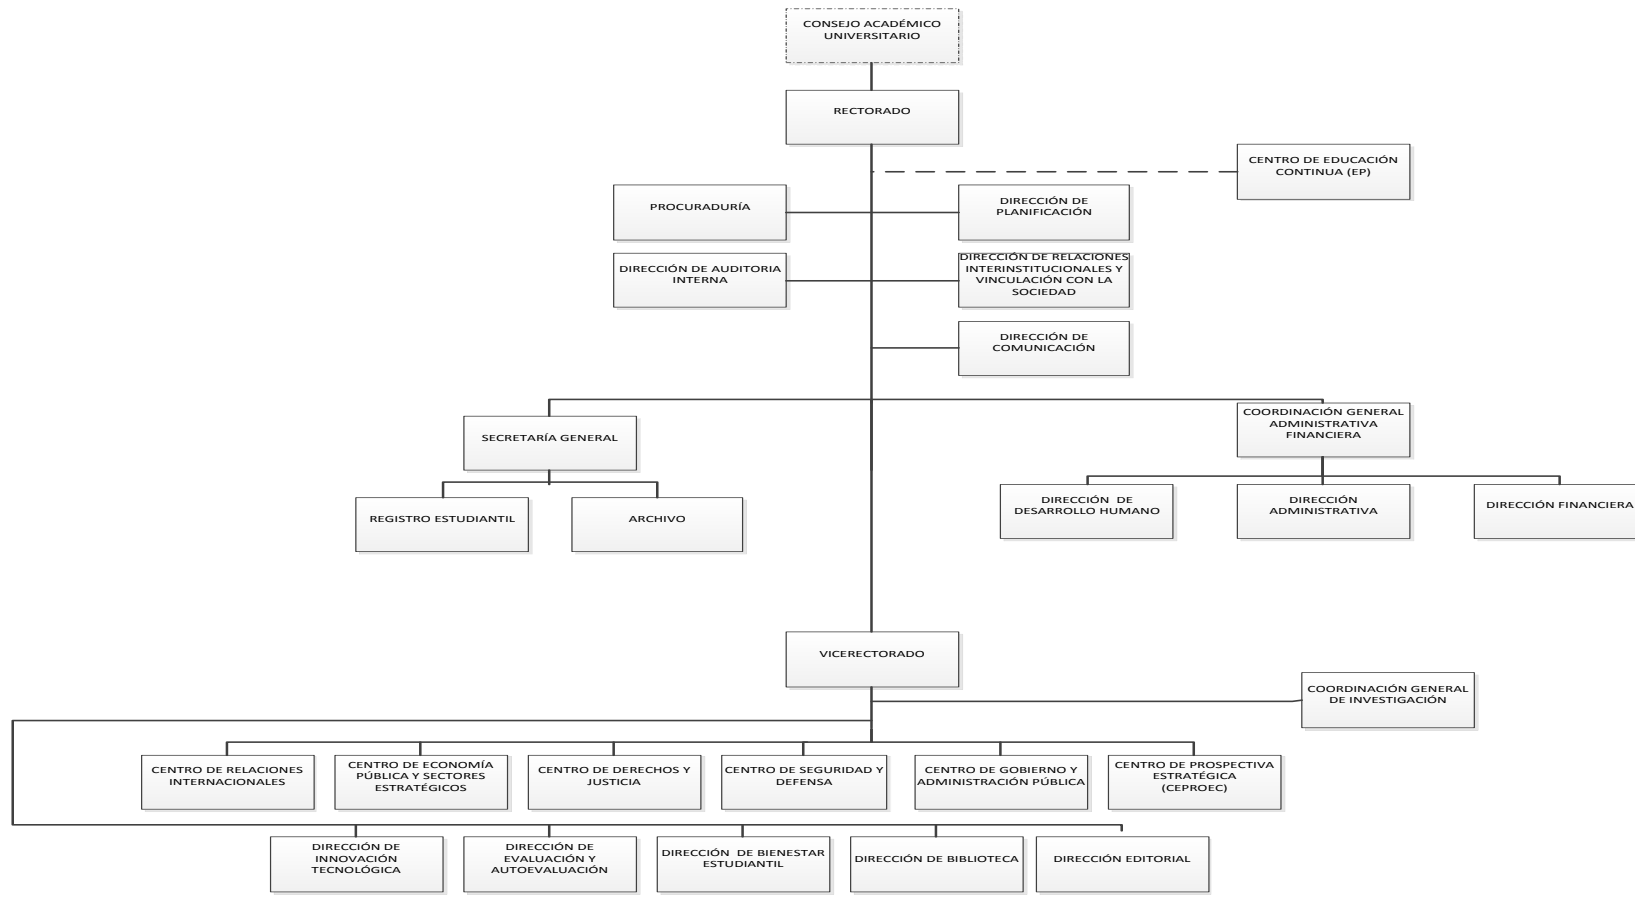 CONSEJO ACADÉMICO
UNIVERSITARIO
RECTORADO
CENTRO DE EDUCACIÓN
CONTINUA (EP)
PROCURADURÍA
DIRECCIÓN DE
PLANIFICACIÓN
DIRECCIÓN DE AUDITORIA
INTERNA
DIRECCIÓN DE RELACIONES
INTERINSTITUCIONALES Y
VINCULACIÓN CON LA
SOCIEDAD
DIRECCIÓN DE
COMUNICACIÓN
SECRETARÍA GENERAL
COORDINACIÓN GENERAL
ADMINISTRATIVA
FINANCIERA
REGISTRO ESTUDIANTIL
ARCHIVO
DIRECCIÓN  DE
DESARROLLO HUMANO
DIRECCIÓN
ADMINISTRATIVA
DIRECCIÓN FINANCIERA
VICERECTORADO
COORDINACIÓN GENERAL
DE INVESTIGACIÓN
CENTRO DE RELACIONES
INTERNACIONALES
CENTRO DE ECONOMÍA
PÚBLICA Y SECTORES
ESTRATÉGICOS
CENTRO DE DERECHOS Y
JUSTICIA
CENTRO DE SEGURIDAD Y
DEFENSA
CENTRO DE GOBIERNO Y
ADMINISTRACIÓN PÚBLICA
CENTRO DE PROSPECTIVA
ESTRATÉGICA
(CEPROEC)
DIRECCIÓN DE
INNOVACIÓN
TECNOLÓGICA
DIRECCIÓN DE
EVALUACIÓN Y
AUTOEVALUACIÓN
DIRECCIÓN  DE BIENESTAR
ESTUDIANTIL
DIRECCIÓN DE BIBLIOTECA
DIRECCIÓN EDITORIAL